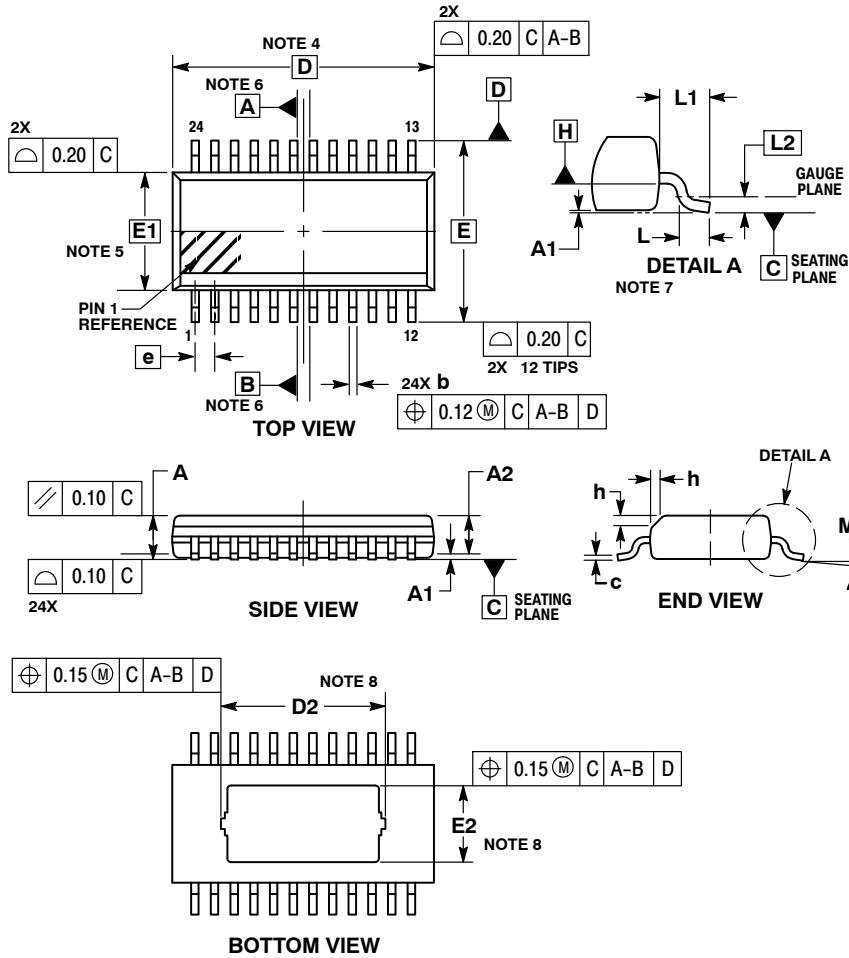 2X
⌓ 0.20 C A-B
NOTE 4
D
NOTE 6
A
D
2X
⌓ 0.20 C
24
13
E1
NOTE 5
E
PIN 1
REFERENCE
1
12
e
⌓ 0.20 C
2X 12 TIPS
B
NOTE 6
24X b
⌖ 0.12 Ⓜ C A-B D
TOP VIEW
L1
H
L2
GAUGE
PLANE
A1
L
DETAIL A
C SEATING
PLANE
NOTE 7
A
A2
// 0.10 C
⌓ 0.10 C
24X
A1
C SEATING
PLANE
SIDE VIEW
DETAIL A
h
h
c
END VIEW
M
⌖ 0.15 Ⓜ C A-B D
NOTE 8
D2
⌖ 0.15 Ⓜ C A-B D
E2
NOTE 8
BOTTOM VIEW